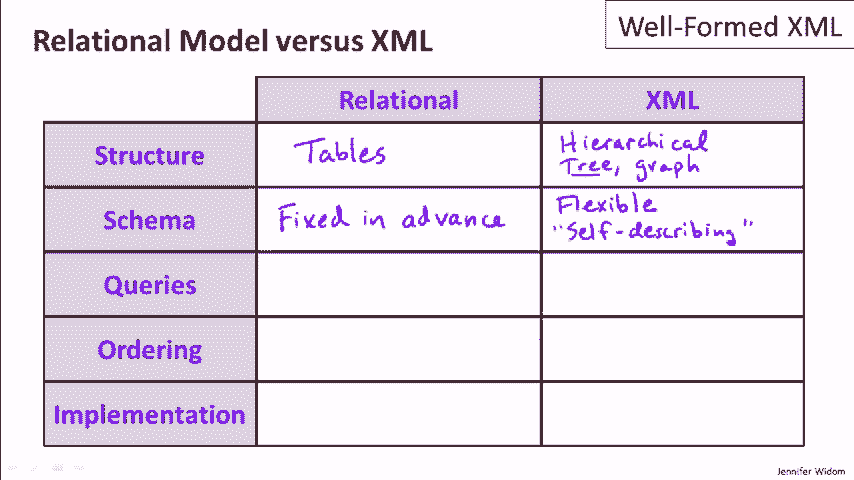 Well-Formed XML
Relational Model versus XML
Relational
XML
Structure
Tables
Hierarchical
Tree, graph
Schema
Fixed in advance
Flexible
"Self-describing"
Queries
Ordering
Implementation
Jennifer Widom